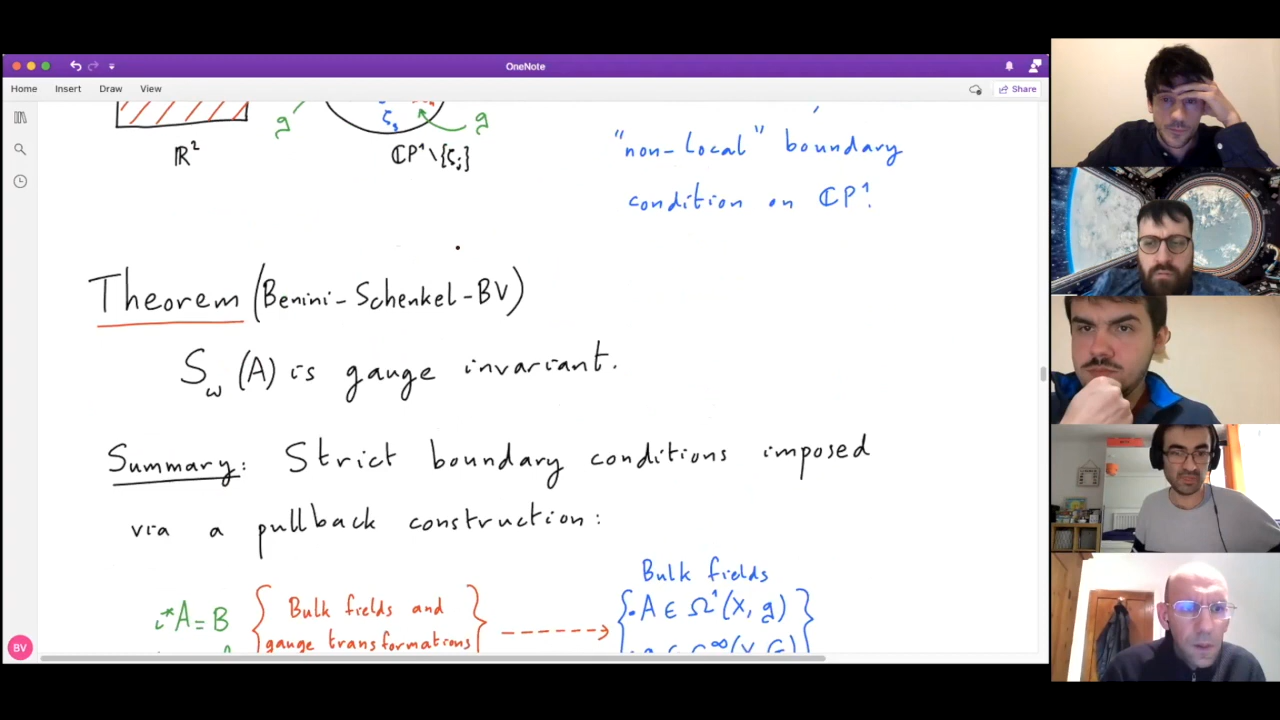 OneNote
Home Insert Draw View
Share
g
g
ζ₃
ℝ²
ℂP¹\{ζⱼ}
"non-local" boundary
condition on ℂP¹!
Theorem (Benini-Schenkel-BV)
S_ω (A) is gauge invariant.
Summary: Strict boundary conditions imposed
via a pullback construction:
Bulk fields
i*A = B
Bulk fields and
gauge transformations
• A ∈ Ω¹(X, g)
BV